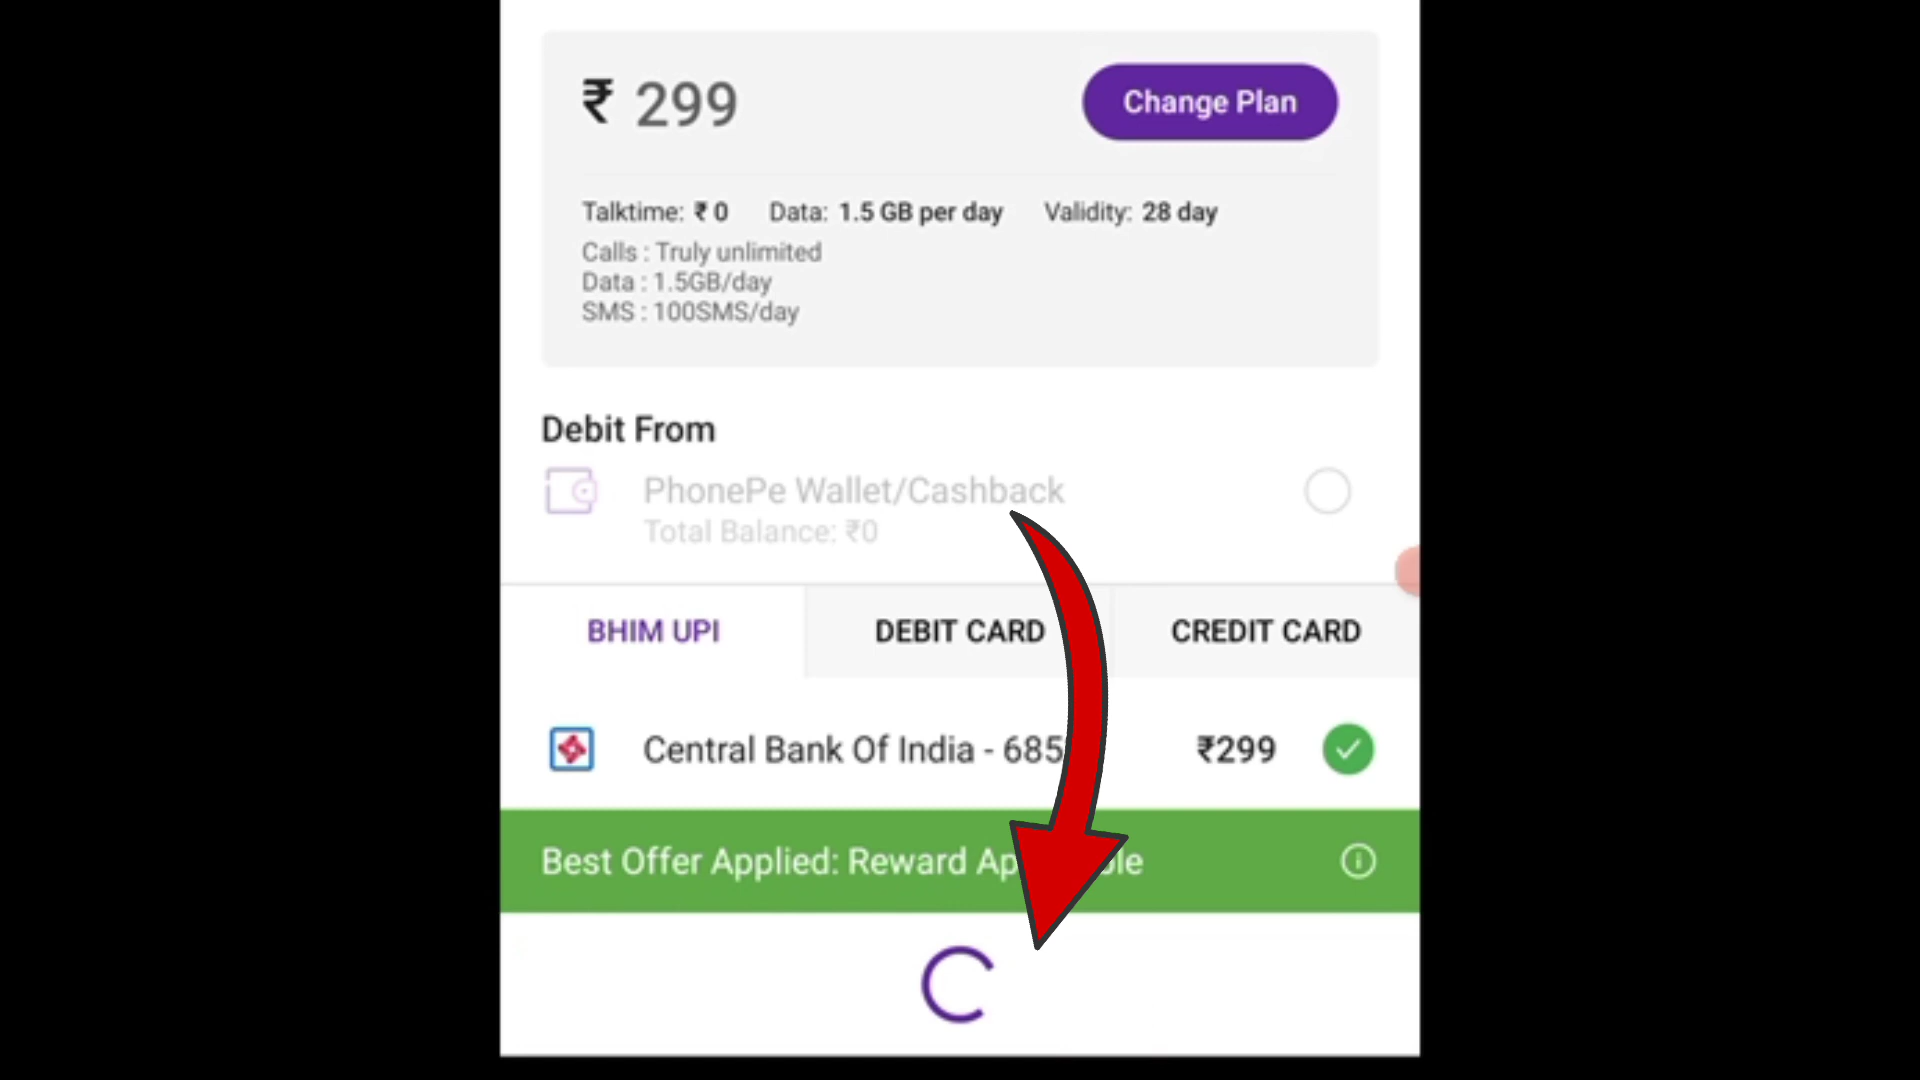 ₹ 299
Change Plan
Talktime: ₹ 0 Data: 1.5 GB per day Validity: 28 day
Calls : Truly unlimited
Data : 1.5GB/day
SMS : 100SMS/day
Debit From
PhonePe Wallet/Cashback
Total Balance: ₹0
BHIM UPI DEBIT CARD CREDIT CARD
Central Bank Of India - ₹299
Best Offer Applied: Reward